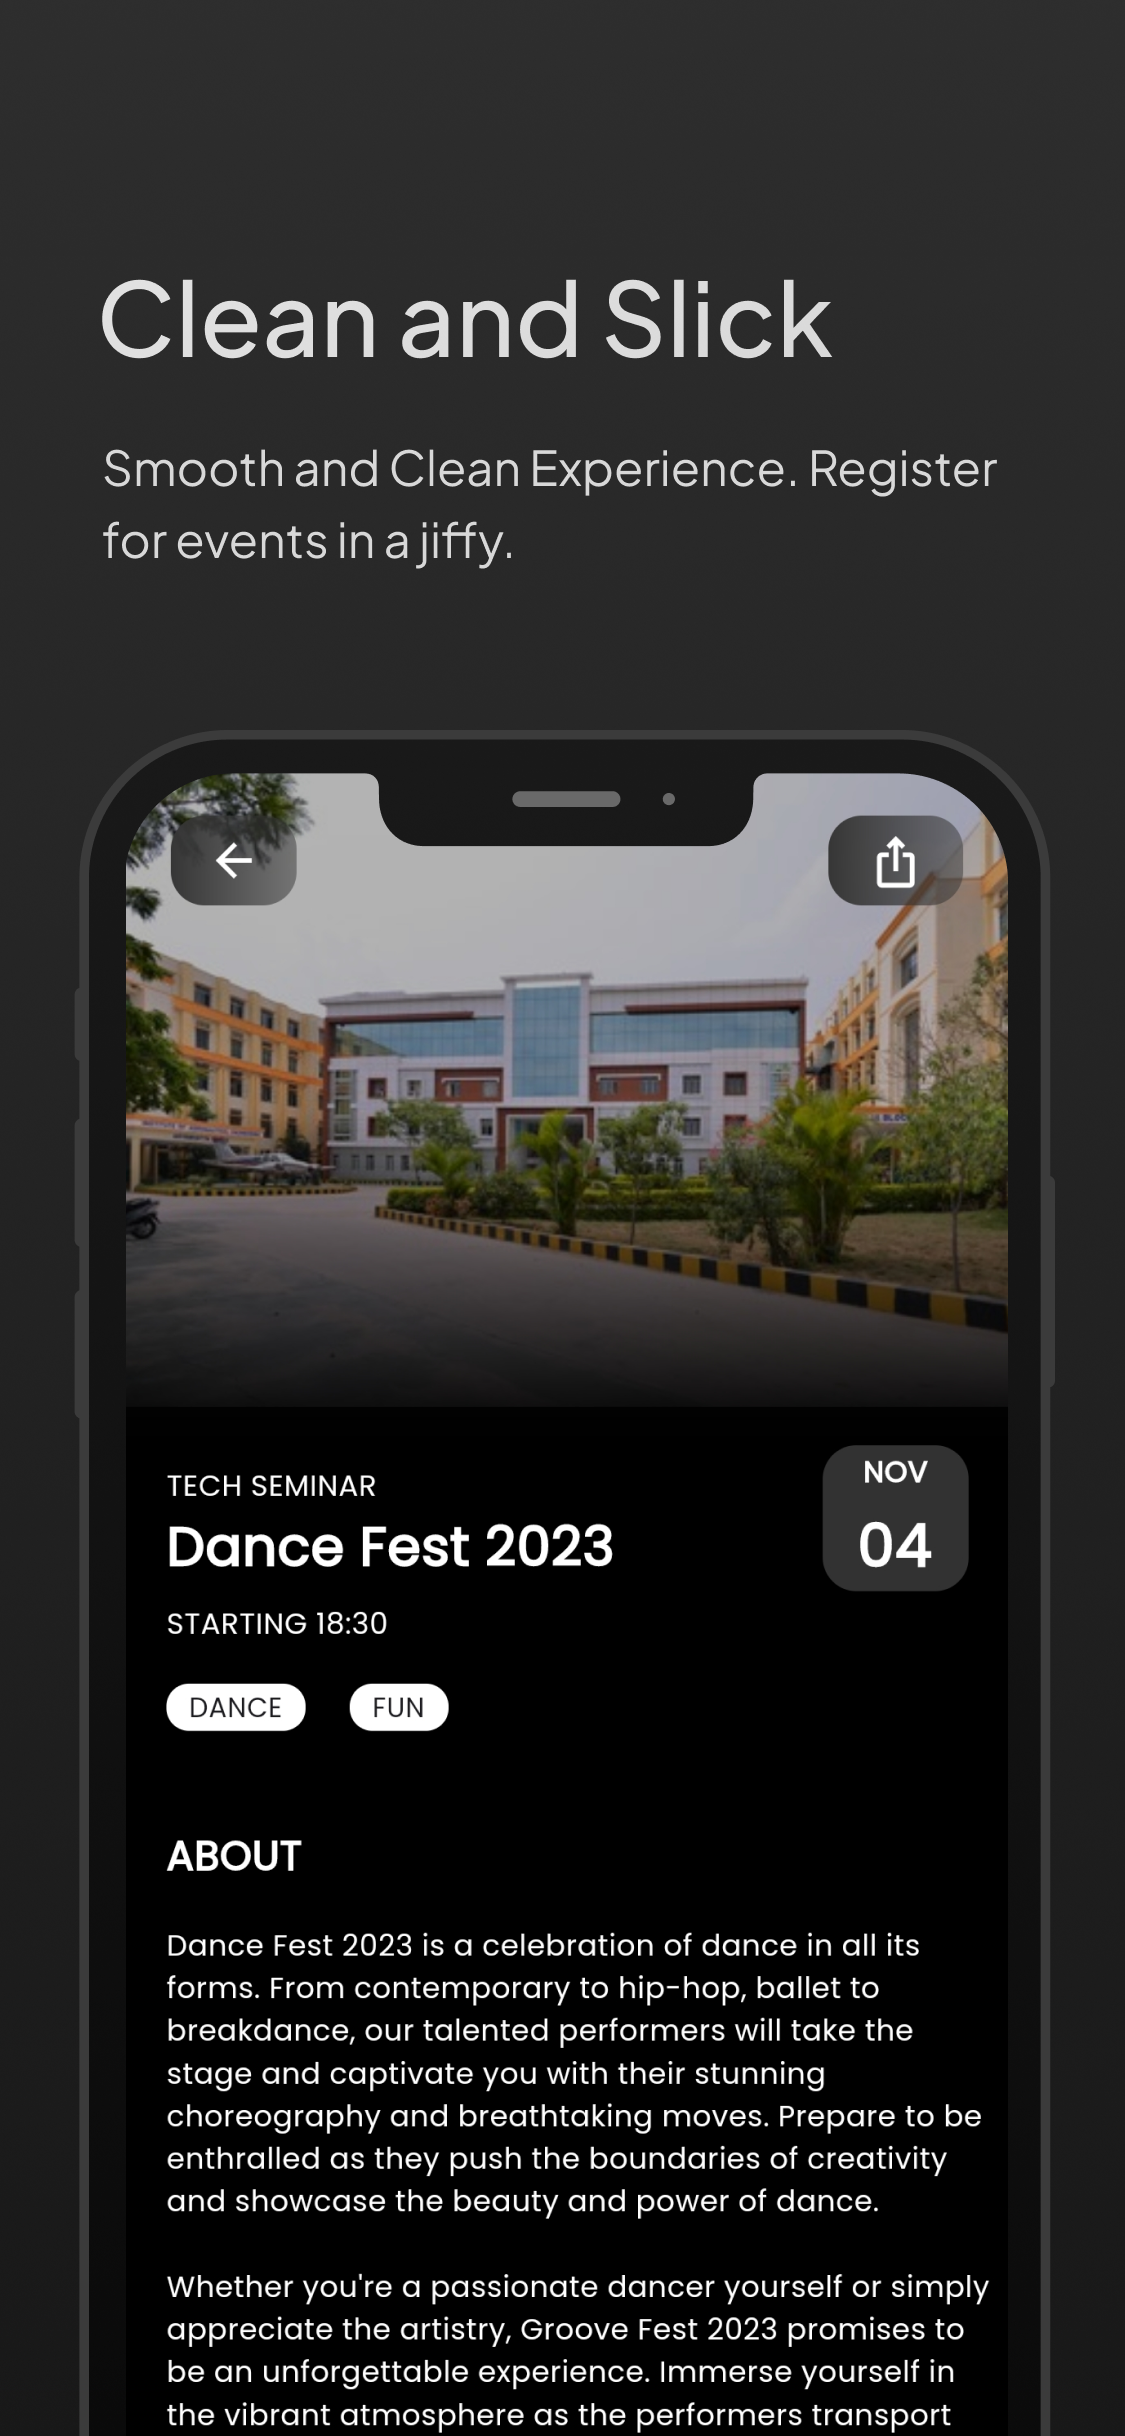 Clean and Slick
Smooth and Clean Experience. Register
for events in a jiffy.
BLOCK
TECH SEMINAR
Dance Fest 2023
NOV
04
STARTING 18:30
DANCE
FUN
ABOUT
Dance Fest 2023 is a celebration of dance in all its
forms. From contemporary to hip-hop, ballet to
breakdance, our talented performers will take the
stage and captivate you with their stunning
choreography and breathtaking moves. Prepare to be
enthralled as they push the boundaries of creativity
and showcase the beauty and power of dance.
Whether you're a passionate dancer yourself or simply
appreciate the artistry, Groove Fest 2023 promises to
be an unforgettable experience. Immerse yourself in
the vibrant atmosphere as the performers transport